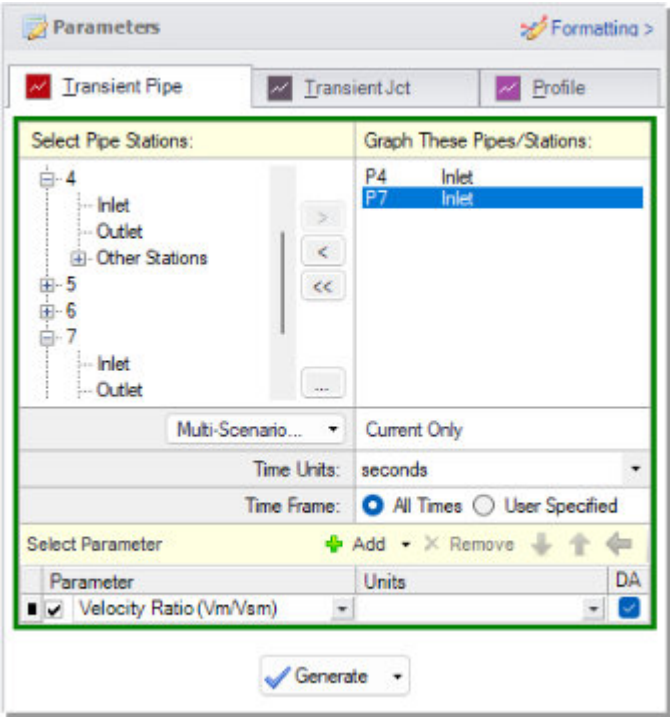 Parameters Formatting >
Transient Pipe Transient Jct Profile
Select Pipe Stations: Graph These Pipes/Stations:
4 P4 Inlet
Inlet P7 Inlet
Outlet >
Other Stations <
5 <<
6
7
Inlet
Outlet ...
Multi-Scenario... Current Only
Time Units: seconds
Time Frame: All Times User Specified
Select Parameter Add Remove
Parameter Units DA
Velocity Ratio (Vm/Vsm)
Generate